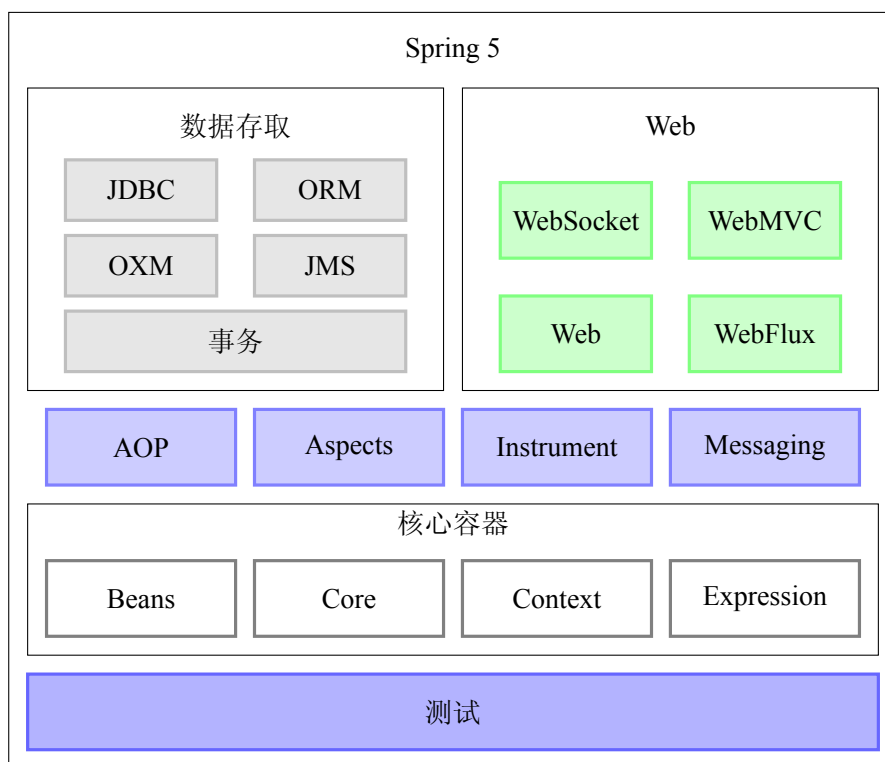 Spring 5
数据存取
JDBC
ORM
OXM
JMS
事务
Web
WebSocket
WebMVC
Web
WebFlux
AOP
Aspects
Instrument
Messaging
核心容器
Beans
Core
Context
Expression
测试